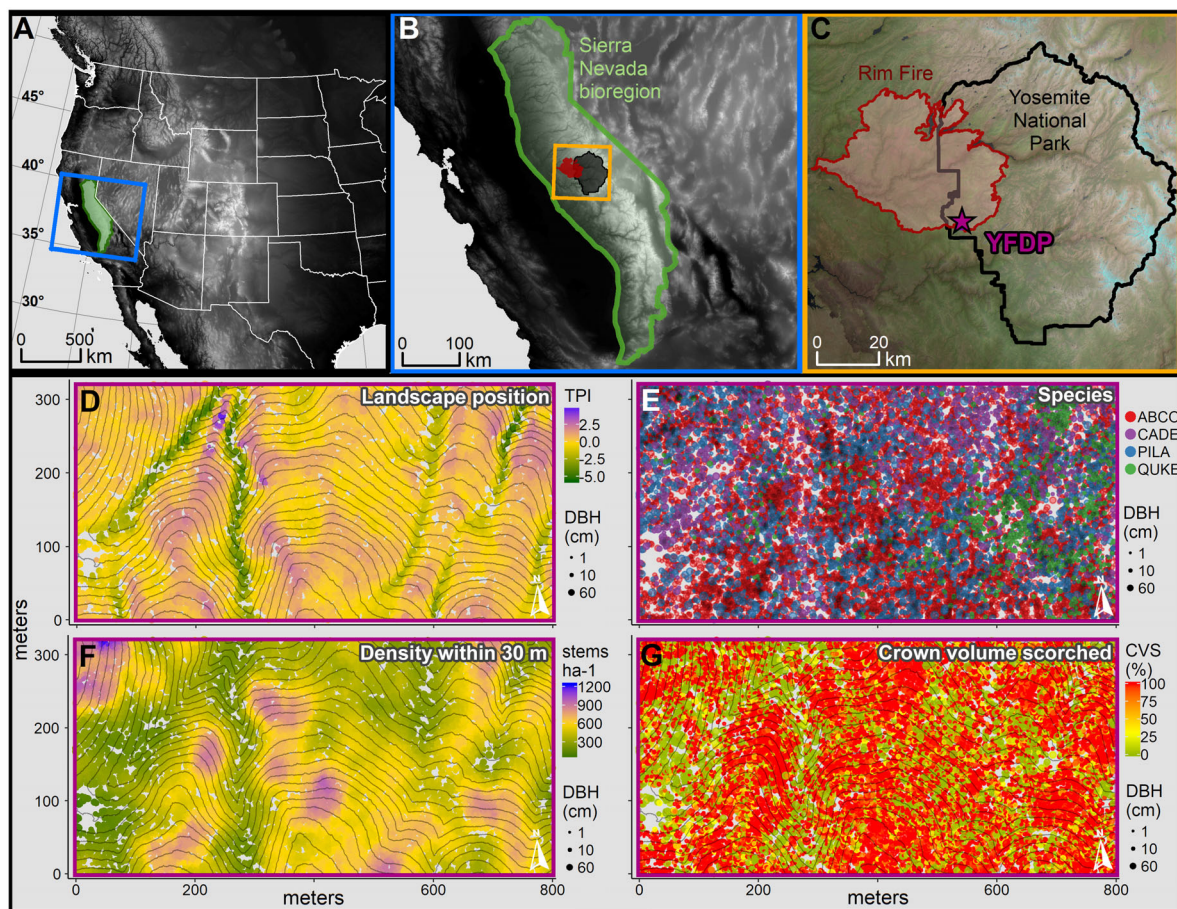 A
45°
40°
35°
30°
0 500
km
B
Sierra
Nevada
bioregion
0 100
km
C
Rim Fire
Yosemite
National
Park
YFDP
0 20
km
meters
D
Landscape position
300
200
100
0
TPI
2.5
0.0
−2.5
−5.0
DBH
(cm)
1
10
60
N
E
Species
ABCO
CADE
PILA
QUKE
DBH
(cm)
1
10
60
N
F
Density within 30 m
300
200
100
0
200 400 600 800
meters
stems
ha-1
1200
900
600
300
DBH
(cm)
1
10
60
N
G
Crown volume scorched
200 400 600 800
meters
CVS
(%)
100
75
50
25
0
DBH
(cm)
1
10
60
N